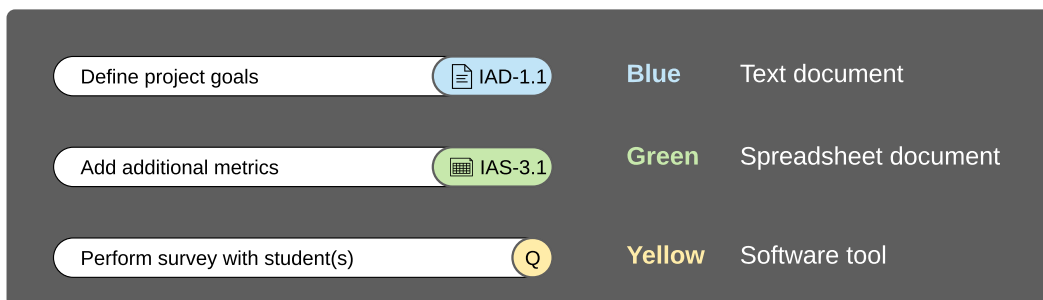 Define project goals IAD-1.1 Blue Text document
Add additional metrics IAS-3.1 Green Spreadsheet document
Perform survey with student(s) Q Yellow Software tool